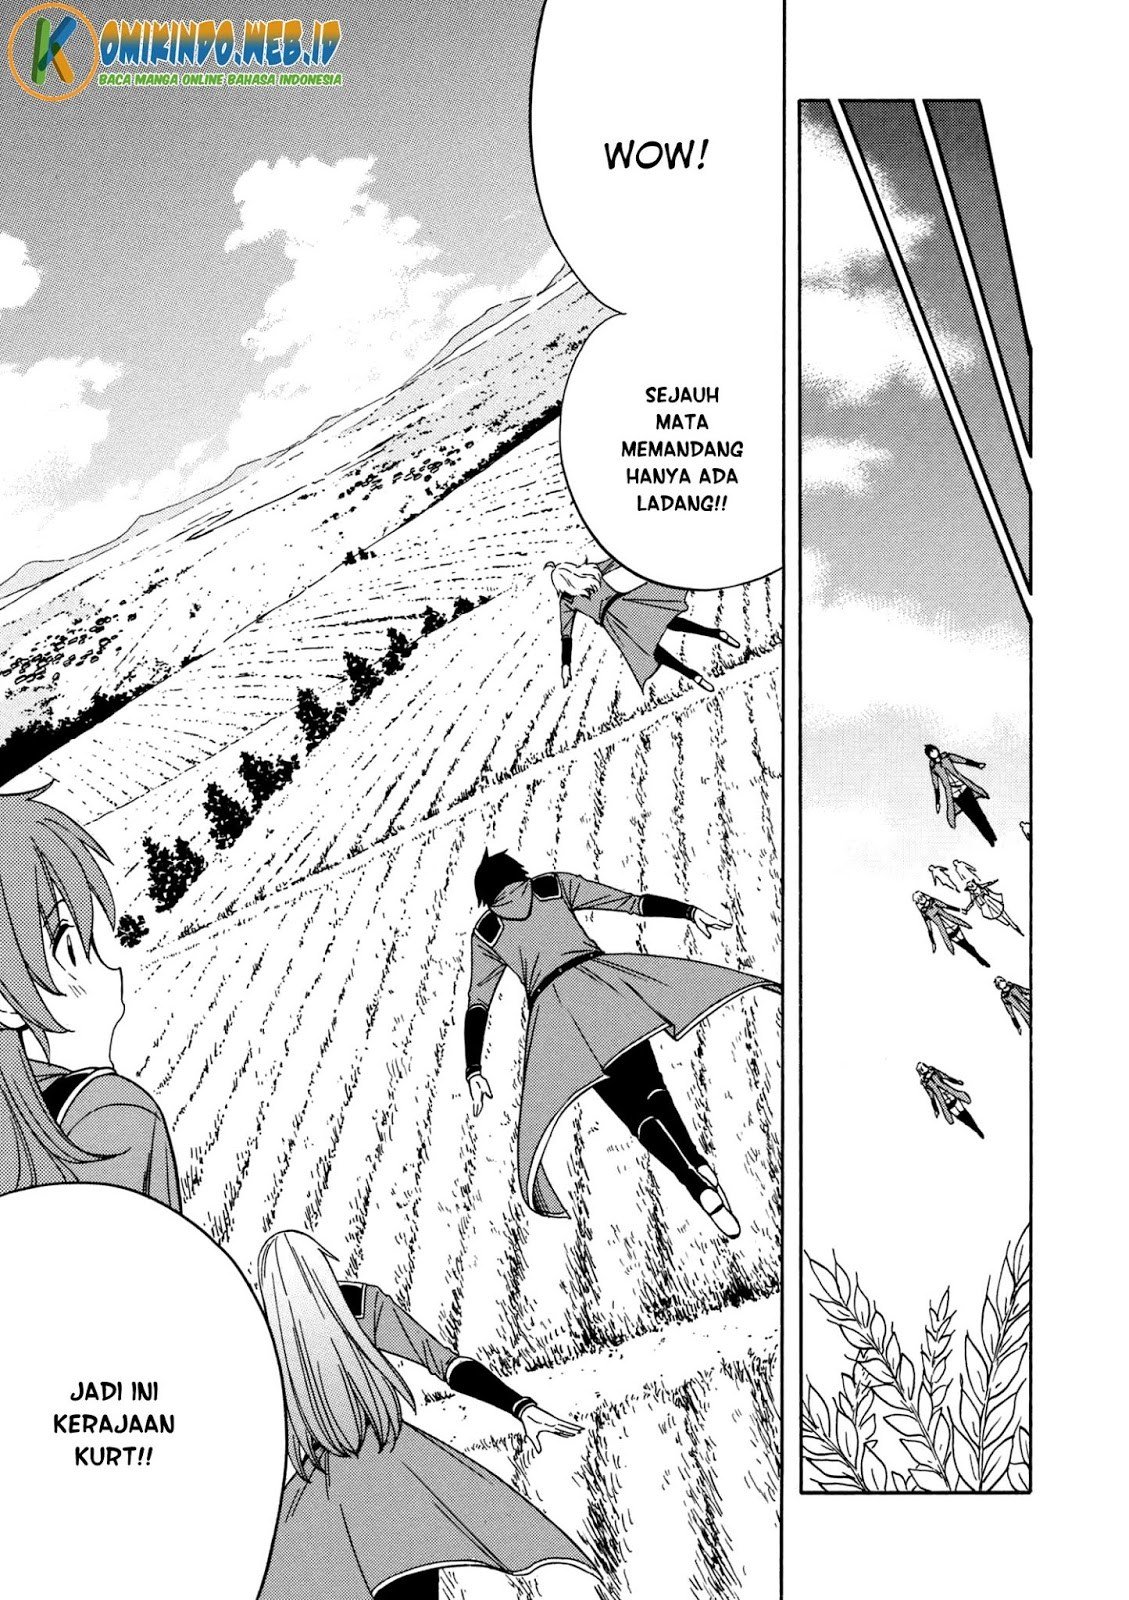 KOMIKINDO.WEB.ID
BACA MANGA ONLINE BAHASA INDONESIA
WOW!
SEJAUH
MATA
MEMANDANG
HANYA ADA
LADANG!!
JADI INI
KERAJAAN
KURT!!